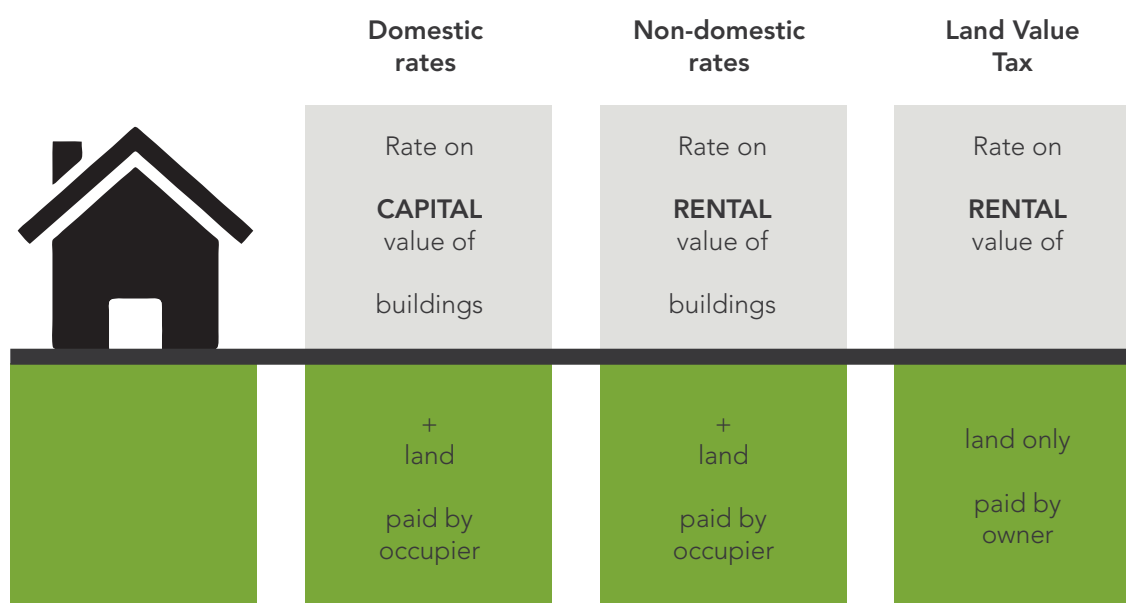 Domestic
rates
Rate on
CAPITAL
value of
buildings
+
land
paid by
occupier
Non-domestic
rates
Rate on
RENTAL
value of
buildings
+
land
paid by
occupier
Land Value
Tax
Rate on
RENTAL
value of
land only
paid by
owner